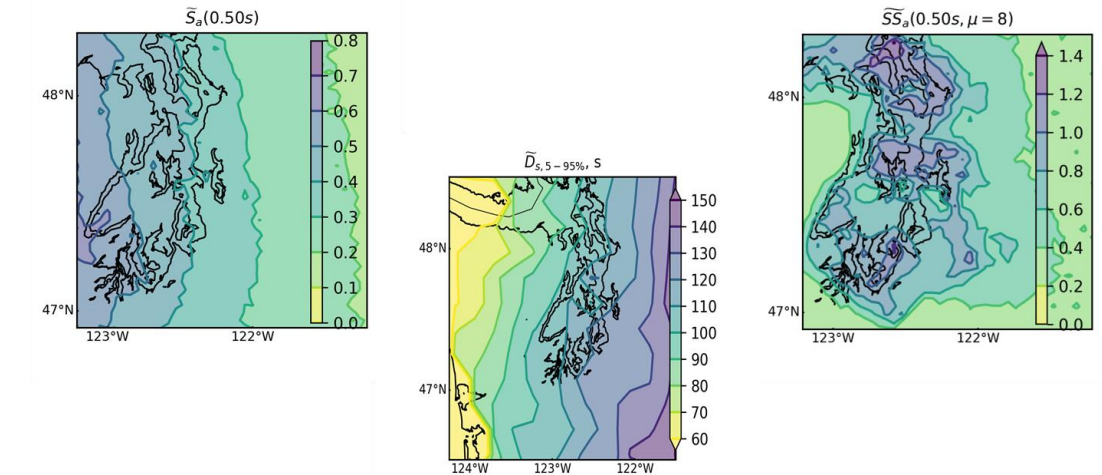 S̃a(0.50s)
0.8
0.7
0.6
0.5
0.4
0.3
0.2
0.1
0.0
48°N
47°N
123°W 122°W
D̃s,5−95%, s
150
140
130
120
110
100
90
80
70
60
48°N
47°N
124°W 123°W 122°W
S̃S̃a(0.50s, μ = 8)
1.4
1.2
1.0
0.8
0.6
0.4
0.2
0.0
48°N
47°N
123°W 122°W